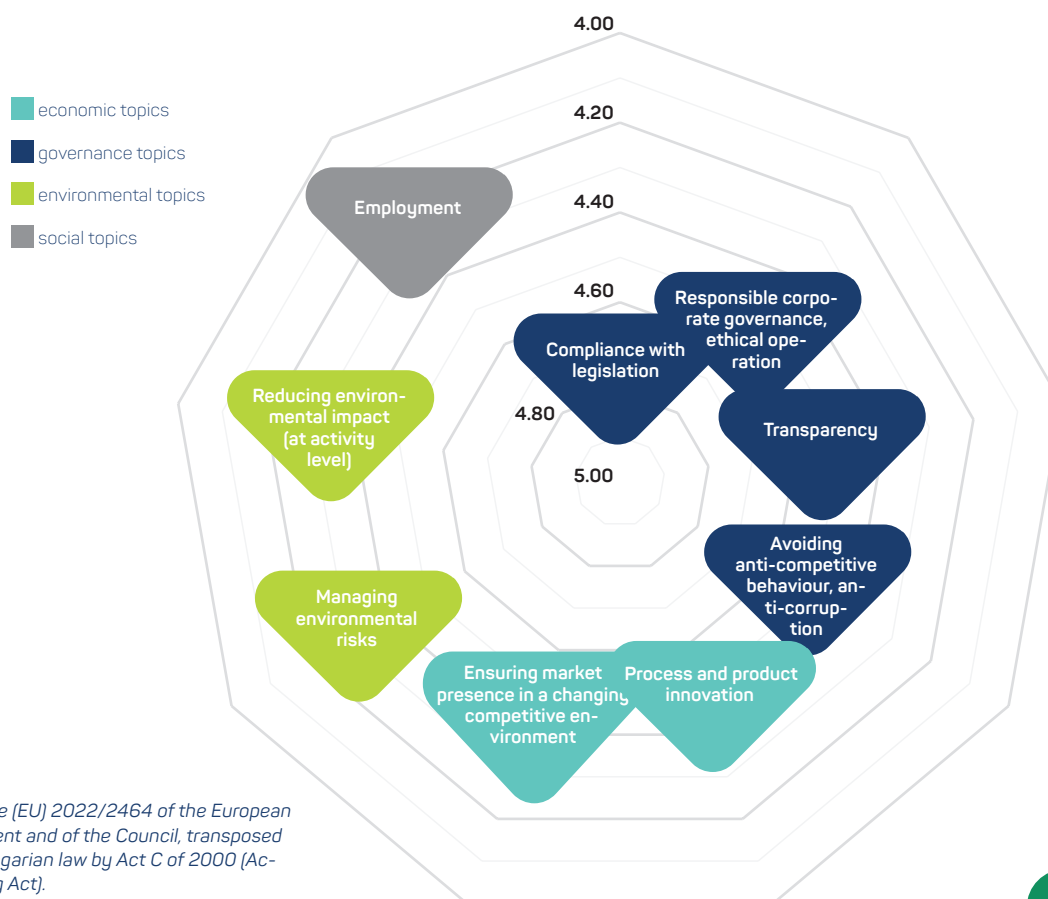 4.00
economic topics
4.20
governance topics
environmental topics
4.40
Employment
social topics
4.60
Responsible corpo-
rate governance,
ethical ope-
ration
Compliance with
legislation
4.80
Reducing environ-
mental impact
(at activity
level)
Transparency
5.00
Avoiding
anti-competitive
behaviour, an-
ti-corrup-
tion
Managing
environmental
risks
Ensuring market
presence in a changing
competitive en-
vironment
Process and product
innovation
e (EU) 2022/2464 of the European
ent and of the Council, transposed
garian law by Act C of 2000 (Ac-
g Act).